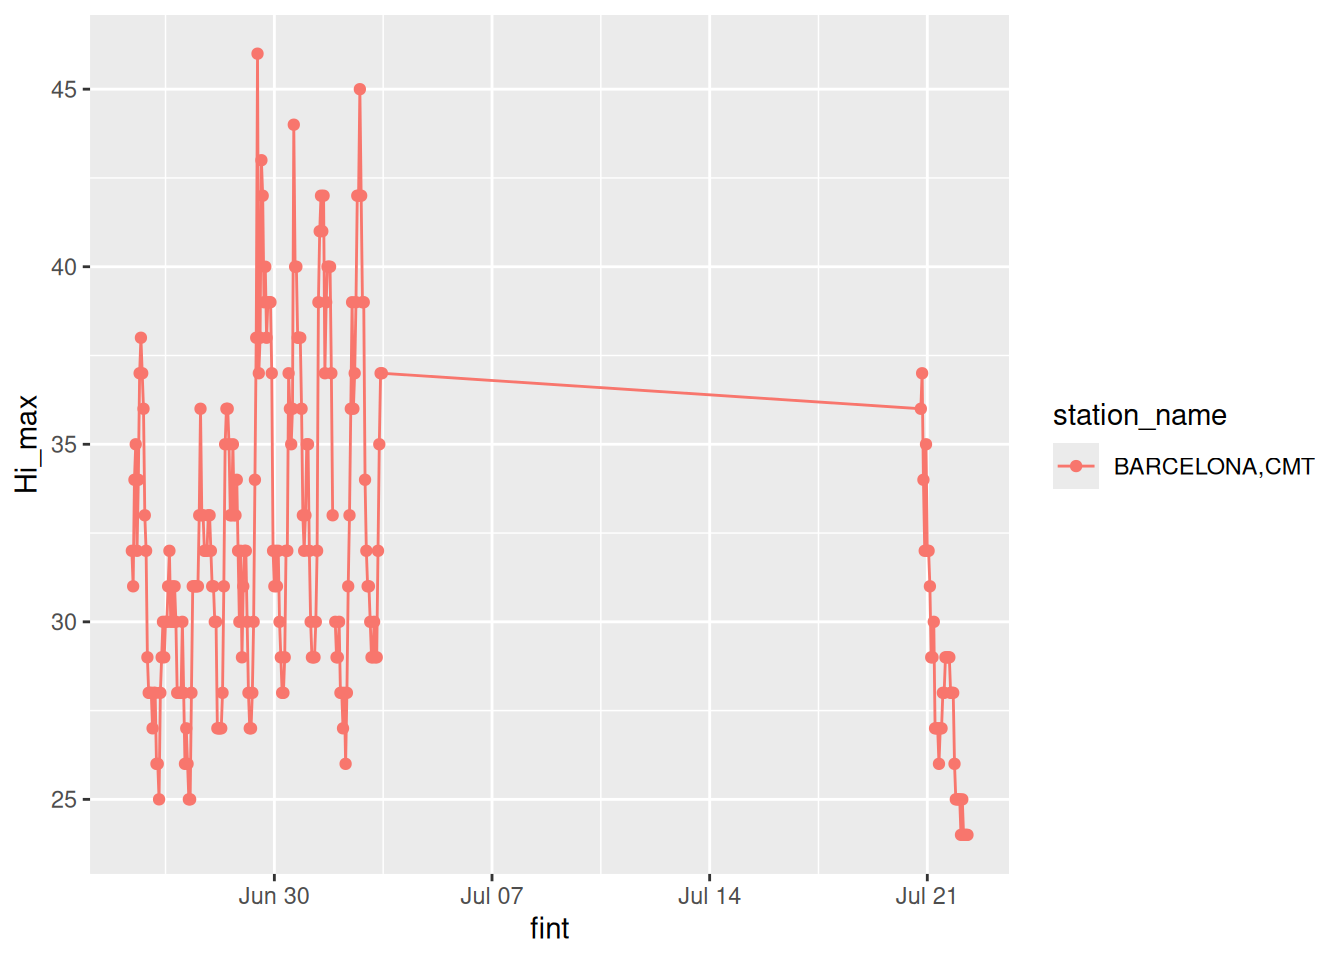 45
40
35
30
25
Hi_max
Jun 30
Jul 07
Jul 14
Jul 21
fint
station_name
BARCELONA,CMT